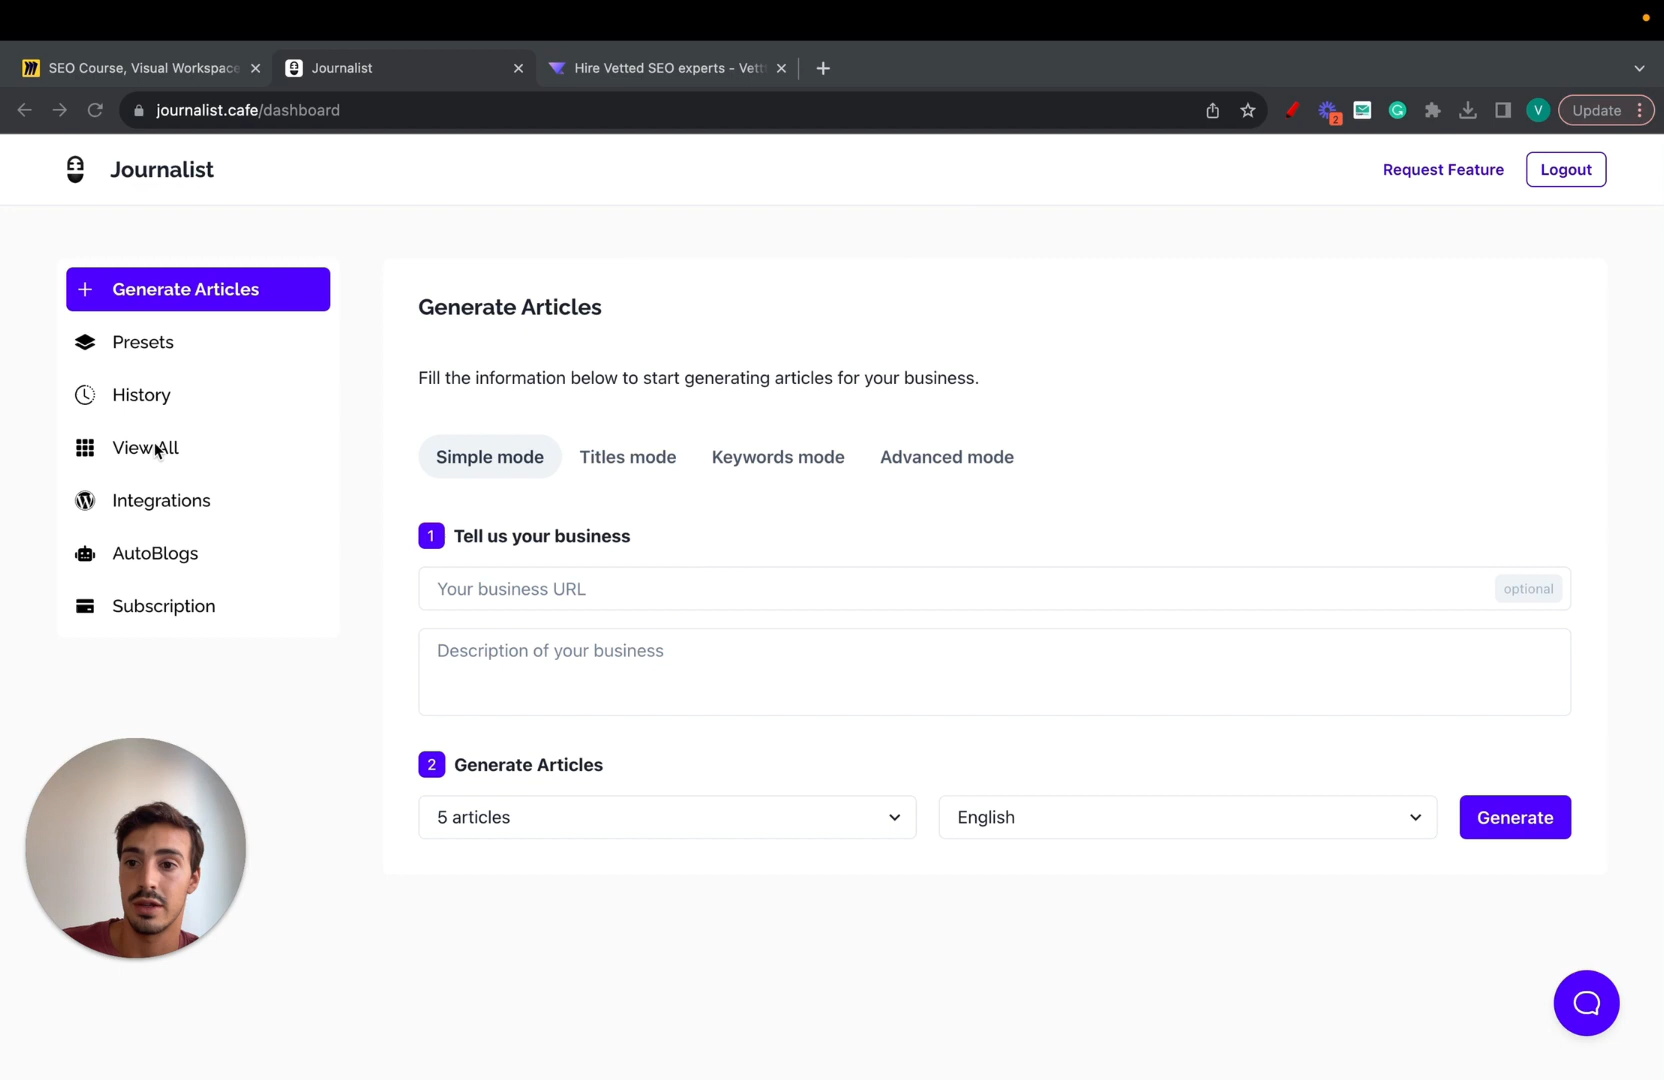 SEO Course, Visual Workspace
Journalist
Hire Vetted SEO experts - Vett
journalist.cafe/dashboard
2
V
Update
Journalist
Request Feature
Logout
Generate Articles
Presets
History
View All
Integrations
AutoBlogs
Subscription
Generate Articles
Fill the information below to start generating articles for your business.
Simple mode
Titles mode
Keywords mode
Advanced mode
1 Tell us your business
Your business URL
optional
Description of your business
2 Generate Articles
5 articles
English
Generate